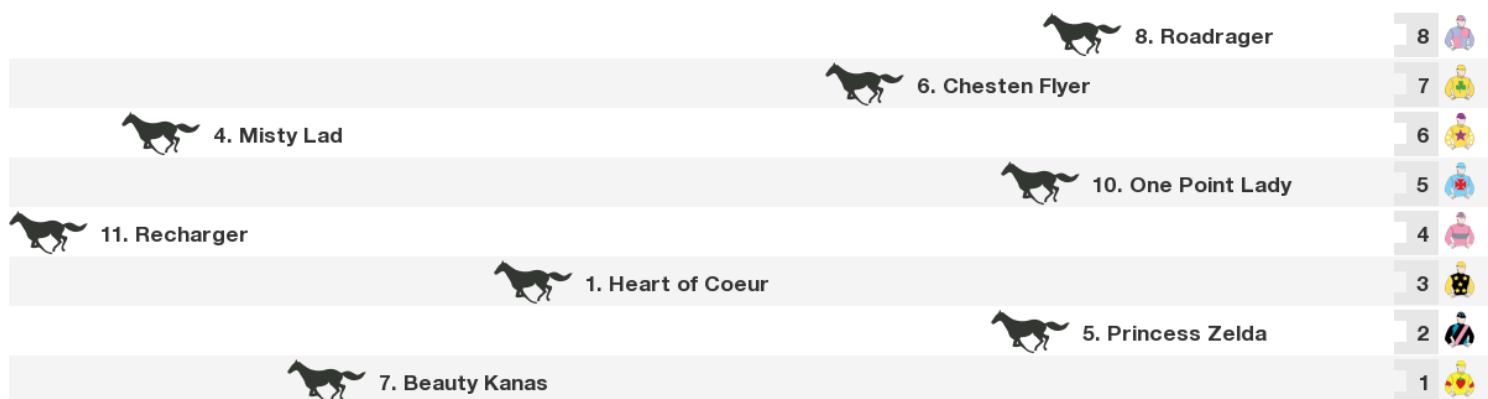 8. Roadrager 8
6. Chesten Flyer 7
4. Misty Lad 6
10. One Point Lady 5
11. Recharger 4
1. Heart of Coeur 3
5. Princess Zelda 2
7. Beauty Kanas 1